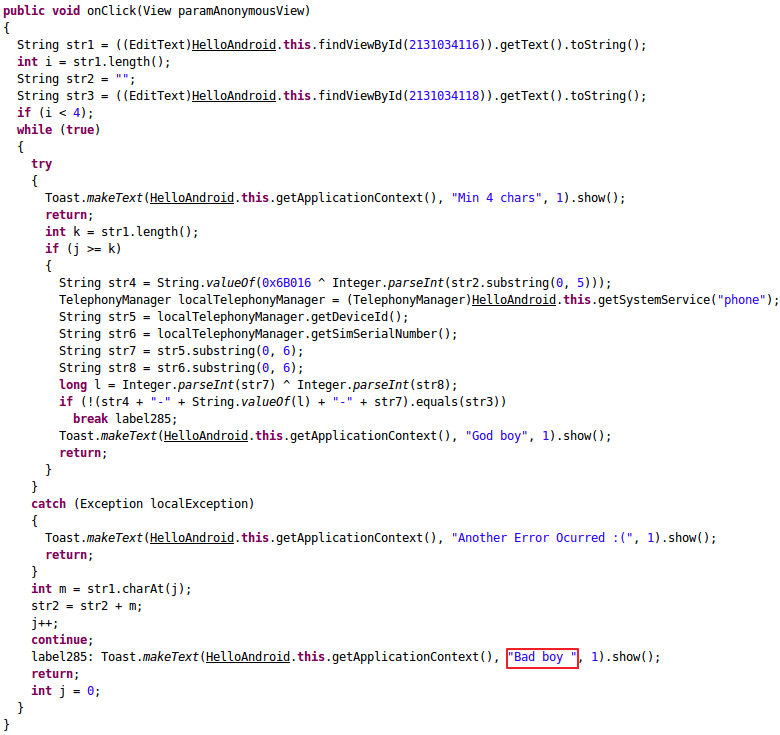 public void onClick(View paramAnonymousView)
{
  String str1 = ((EditText)HelloAndroid.this.findViewById(2131034116)).getText().toString();
  int i = str1.length();
  String str2 = "";
  String str3 = ((EditText)HelloAndroid.this.findViewById(2131034118)).getText().toString();
  if (i < 4);
  while (true)
  {
    try
    {
      Toast.makeText(HelloAndroid.this.getApplicationContext(), "Min 4 chars", 1).show();
      return;
      int k = str1.length();
      if (j >= k)
      {
        String str4 = String.valueOf(0x6B016 ^ Integer.parseInt(str2.substring(0, 5)));
        TelephonyManager localTelephonyManager = (TelephonyManager)HelloAndroid.this.getSystemService("phone");
        String str5 = localTelephonyManager.getDeviceId();
        String str6 = localTelephonyManager.getSimSerialNumber();
        String str7 = str5.substring(0, 6);
        String str8 = str6.substring(0, 6);
        long l = Integer.parseInt(str7) ^ Integer.parseInt(str8);
        if (!(str4 + "-" + String.valueOf(l) + "-" + str7).equals(str3))
          break label285;
        Toast.makeText(HelloAndroid.this.getApplicationContext(), "God boy", 1).show();
        return;
      }
    }
    catch (Exception localException)
    {
      Toast.makeText(HelloAndroid.this.getApplicationContext(), "Another Error Ocurred :(", 1).show();
      return;
    }
    int m = str1.charAt(j);
    str2 = str2 + m;
    j++;
    continue;
    label285: Toast.makeText(HelloAndroid.this.getApplicationContext(), "Bad boy ", 1).show();
    return;
    int j = 0;
  }
}